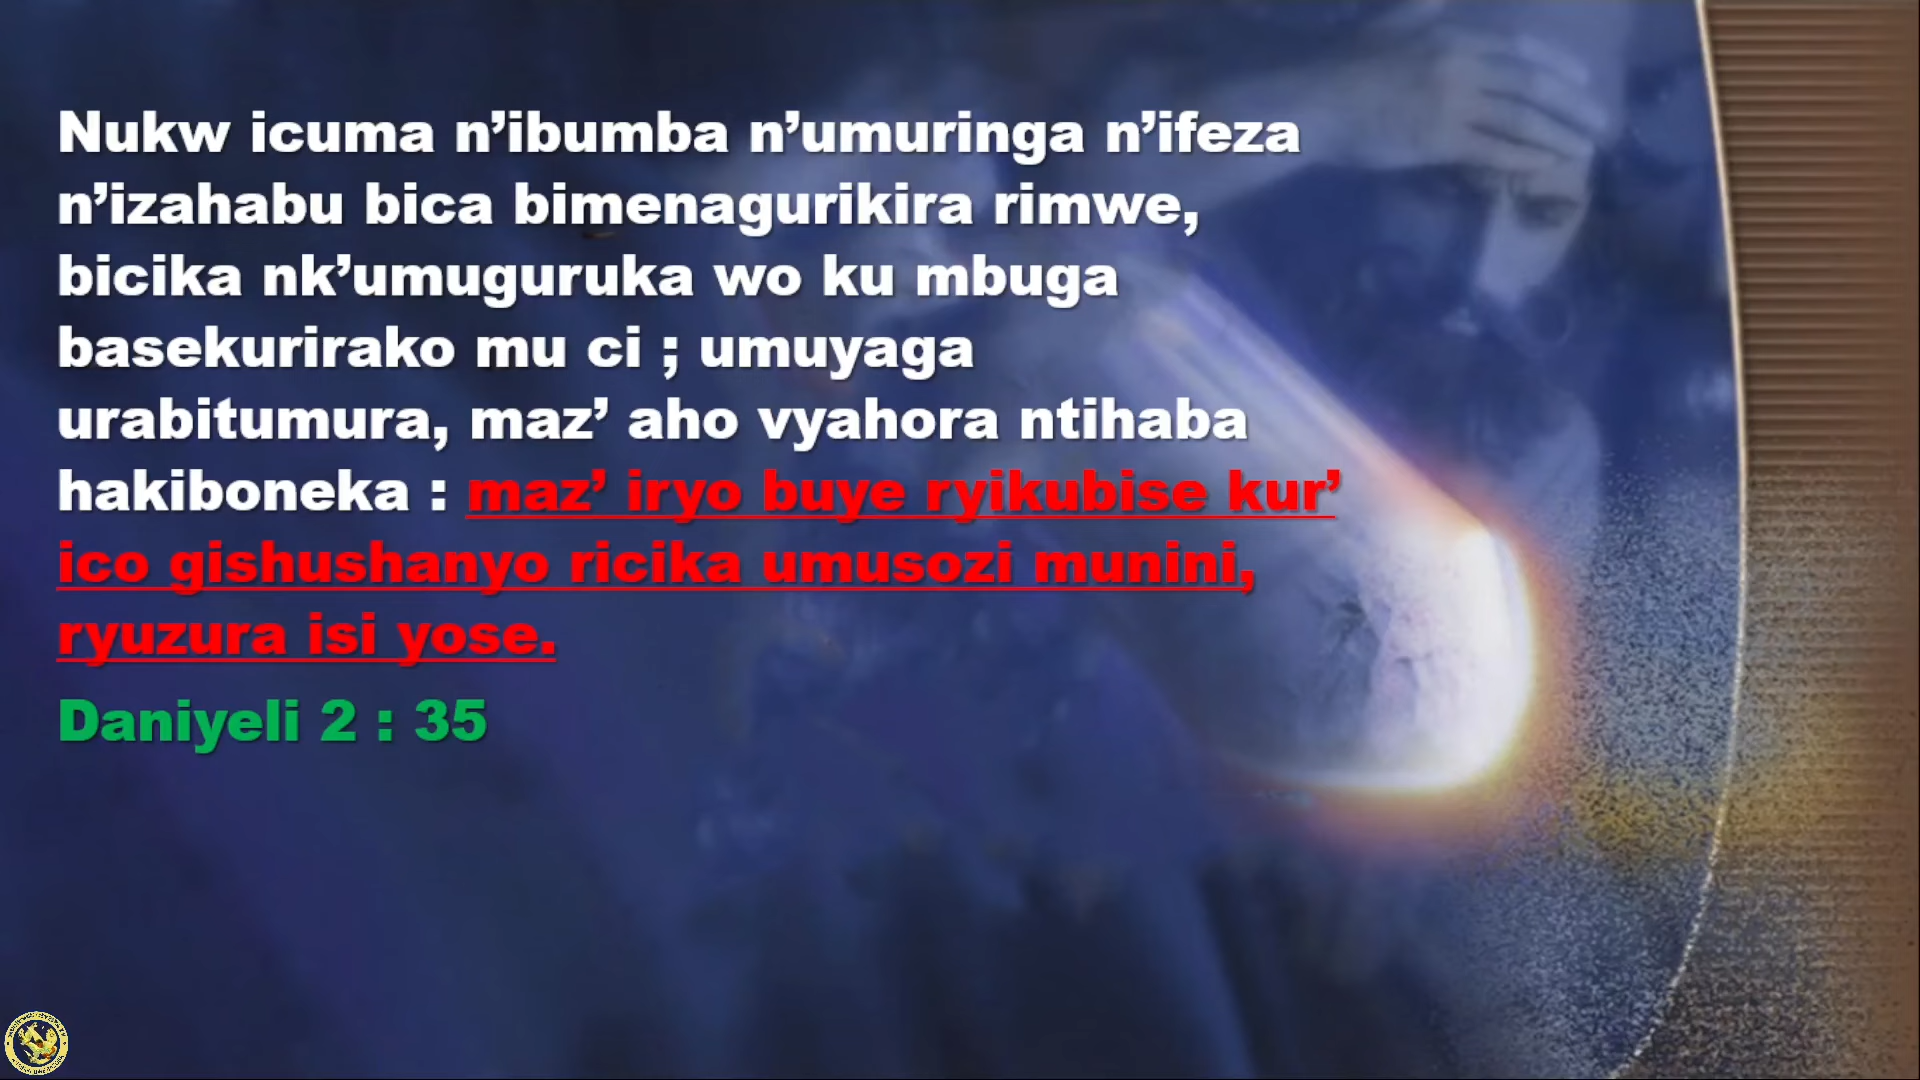 Nukw icuma n’ibumba n’umuringa n’ifeza
n’izahabu bica bimenagurikira rimwe,
bicika nk’umuguruka wo ku mbuga
basekurirako mu ci ; umuyaga
urabitumura, maz’ aho vyahora ntihaba
hakiboneka : maz’ iryo buye ryikubise kur’
ico gishushanyo ricika umusozi munini,
ryuzura isi yose.
Daniyeli 2 : 35